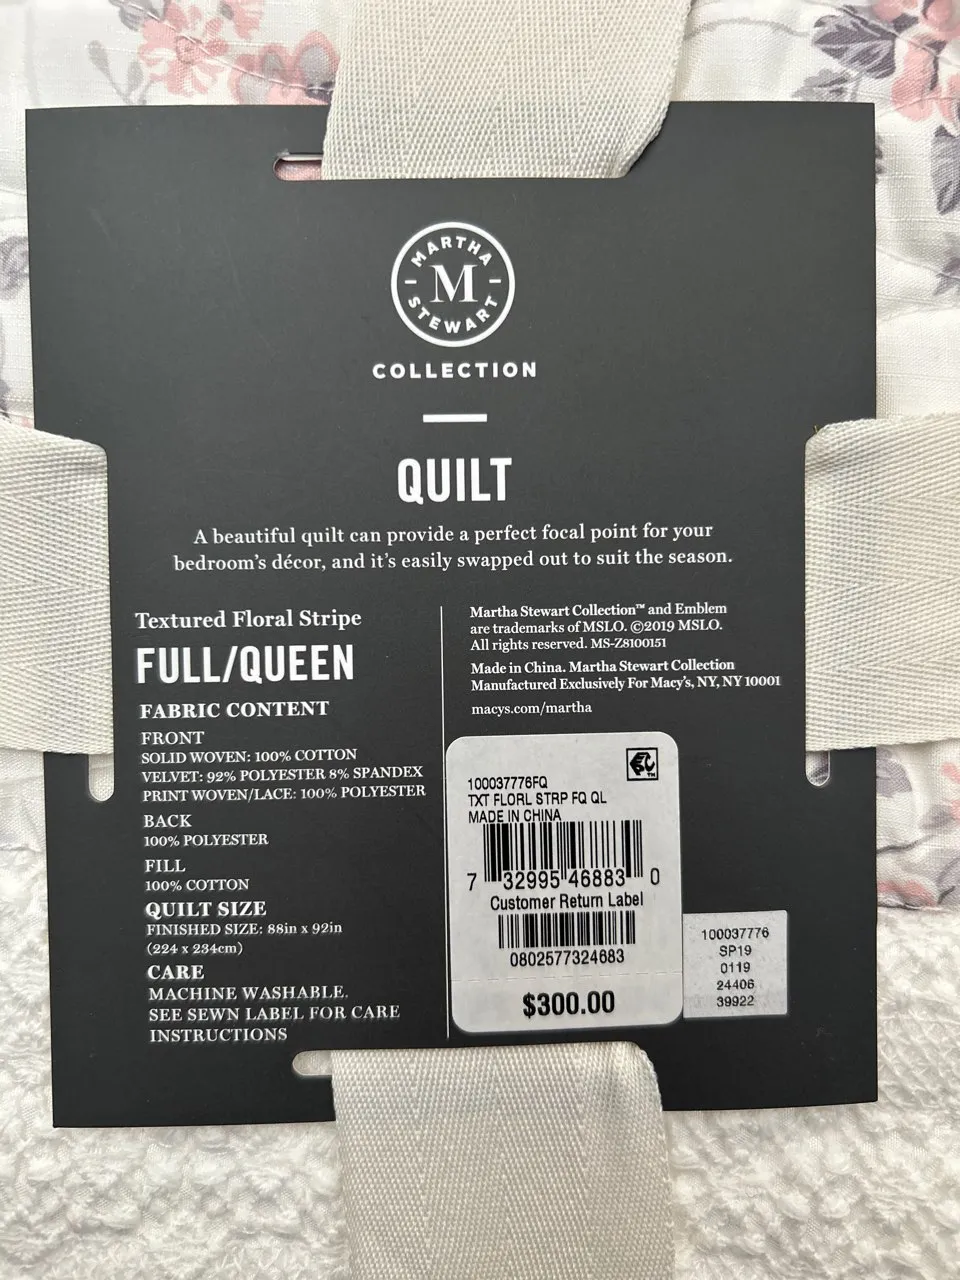 MARTHA
M
STEWART
COLLECTION
QUILT
A beautiful quilt can provide a perfect focal point for your
bedroom's décor, and it's easily swapped out to suit the season.
Textured Floral Stripe
FULL/QUEEN
FABRIC CONTENT
FRONT
SOLID WOVEN: 100% COTTON
VELVET: 92% POLYESTER 8% SPANDEX
PRINT WOVEN/LACE: 100% POLYESTER
BACK
100% POLYESTER
FILL
100% COTTON
QUILT SIZE
FINISHED SIZE: 88in x 92in
(224 x 234cm)
CARE
MACHINE WASHABLE.
SEE SEWN LABEL FOR CARE
INSTRUCTIONS
Martha Stewart Collection™ and Emblem
are trademarks of MSLO. ©2019 MSLO.
All rights reserved. MS-Z8100151
Made in China. Martha Stewart Collection
Manufactured Exclusively For Macy's, NY, NY 10001
macys.com/martha
100037776FQ
TXT FLORL STRP FQ QL
MADE IN CHINA
7 32995 46883 0
Customer Return Label
0802577324683
$300.00
100037776
SP19
0119
24406
39922